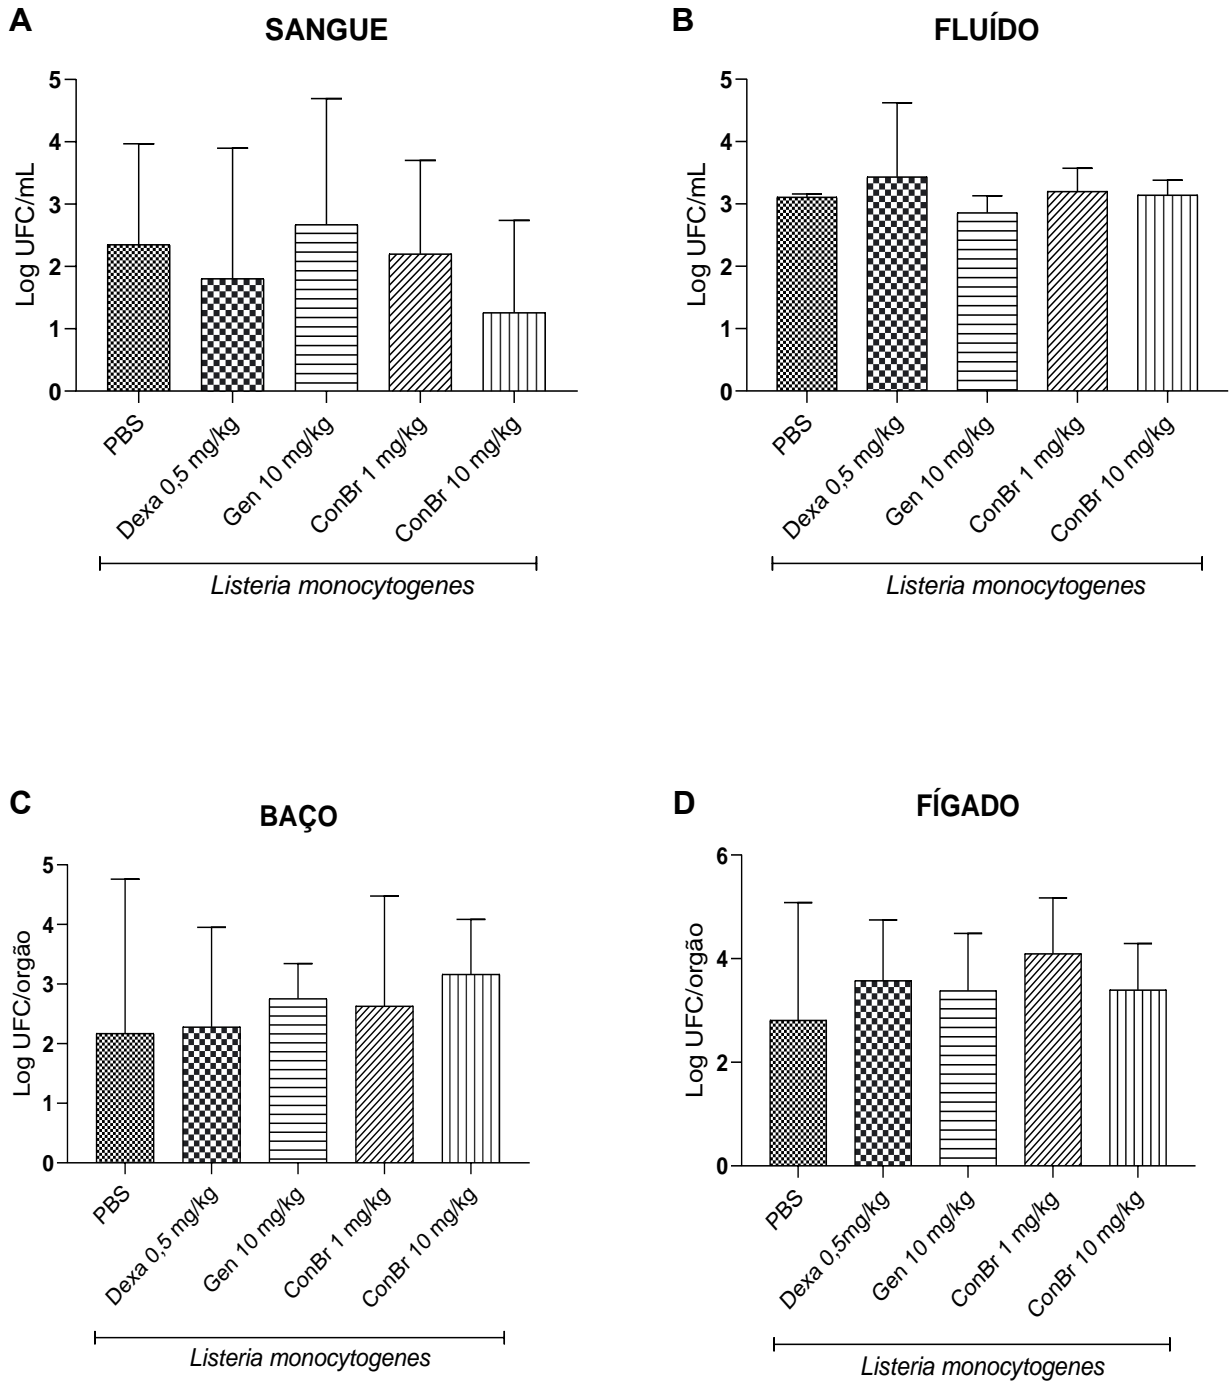 A
SANGUE
Log UFC/mL
5
4
3
2
1
0
PBS
Dexa 0,5 mg/kg
Gen 10 mg/kg
ConBr 1 mg/kg
ConBr 10 mg/kg
Listeria monocytogenes
B
FLUÍDO
Log UFC/mL
5
4
3
2
1
0
PBS
Dexa 0,5 mg/kg
Gen 10 mg/kg
ConBr 1 mg/kg
ConBr 10 mg/kg
Listeria monocytogenes
C
BAÇO
Log UFC/orgão
5
4
3
2
1
0
PBS
Dexa 0,5 mg/kg
Gen 10 mg/kg
ConBr 1 mg/kg
ConBr 10 mg/kg
Listeria monocytogenes
D
FÍGADO
Log UFC/orgão
6
4
2
0
PBS
Dexa 0,5mg/kg
Gen 10 mg/kg
ConBr 1 mg/kg
ConBr 10 mg/kg
Listeria monocytogenes